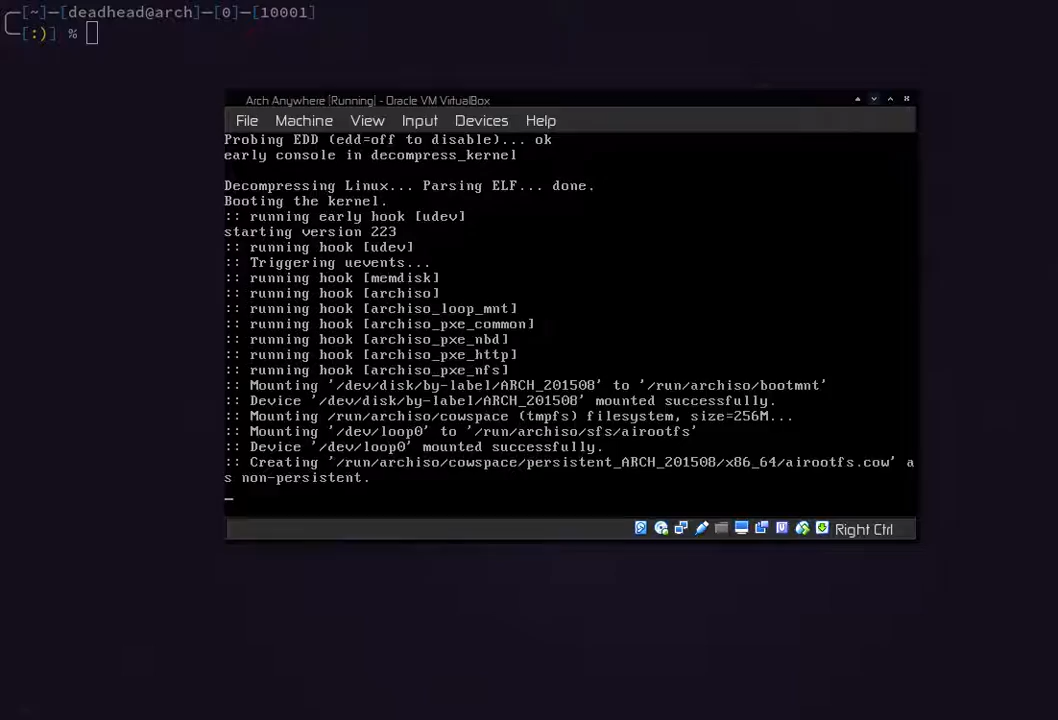 [~]—[deadhead@arch]—[0]—[10001]
[:)] %
Arch Anywhere [Running] - Oracle VM VirtualBox
File Machine View Input Devices Help
Probing EDD (edd=off to disable)... ok
early console in decompress_kernel
Decompressing Linux... Parsing ELF... done.
Booting the kernel.
:: running early hook [udev]
starting version 223
:: running hook [udev]
:: Triggering uevents...
:: running hook [memdisk]
:: running hook [archiso]
:: running hook [archiso_loop_mnt]
:: running hook [archiso_pxe_common]
:: running hook [archiso_pxe_nbd]
:: running hook [archiso_pxe_http]
:: running hook [archiso_pxe_nfs]
:: Mounting '/dev/disk/by-label/ARCH_201508' to '/run/archiso/bootmnt'
:: Device '/dev/disk/by-label/ARCH_201508' mounted successfully.
:: Mounting /run/archiso/cowspace (tmpfs) filesystem, size=256M...
:: Mounting '/dev/loop0' to '/run/archiso/sfs/airootfs'
:: Device '/dev/loop0' mounted successfully.
:: Creating '/run/archiso/cowspace/persistent_ARCH_201508/x86_64/airootfs.cow' a
s non-persistent.
_
Right Ctrl